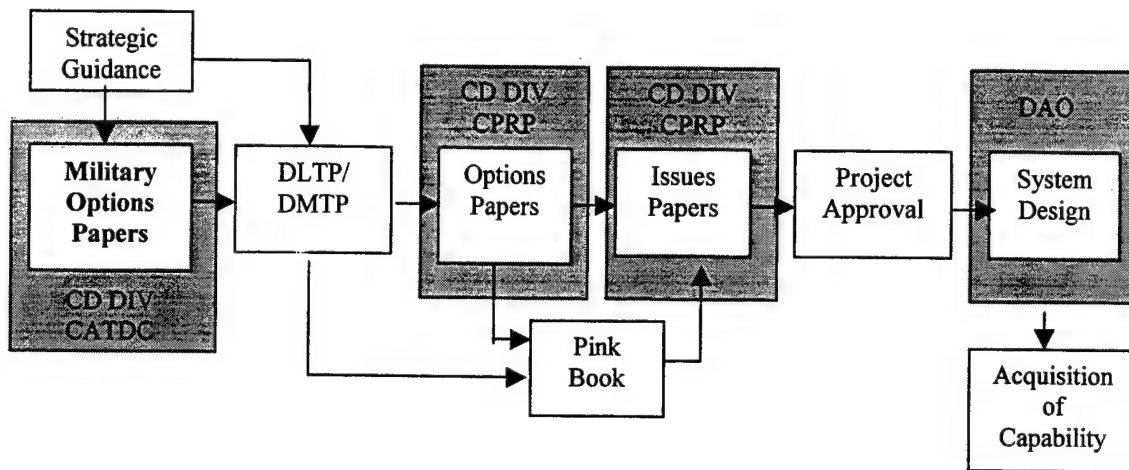 Strategic
Guidance
Military
Options
Papers
CD DIV
CATDC
DLTP/
DMTP
CD DIV
CPRP
Options
Papers
CD DIV
CPRP
Issues
Papers
Pink
Book
Project
Approval
DAO
System
Design
Acquisition
of
Capability